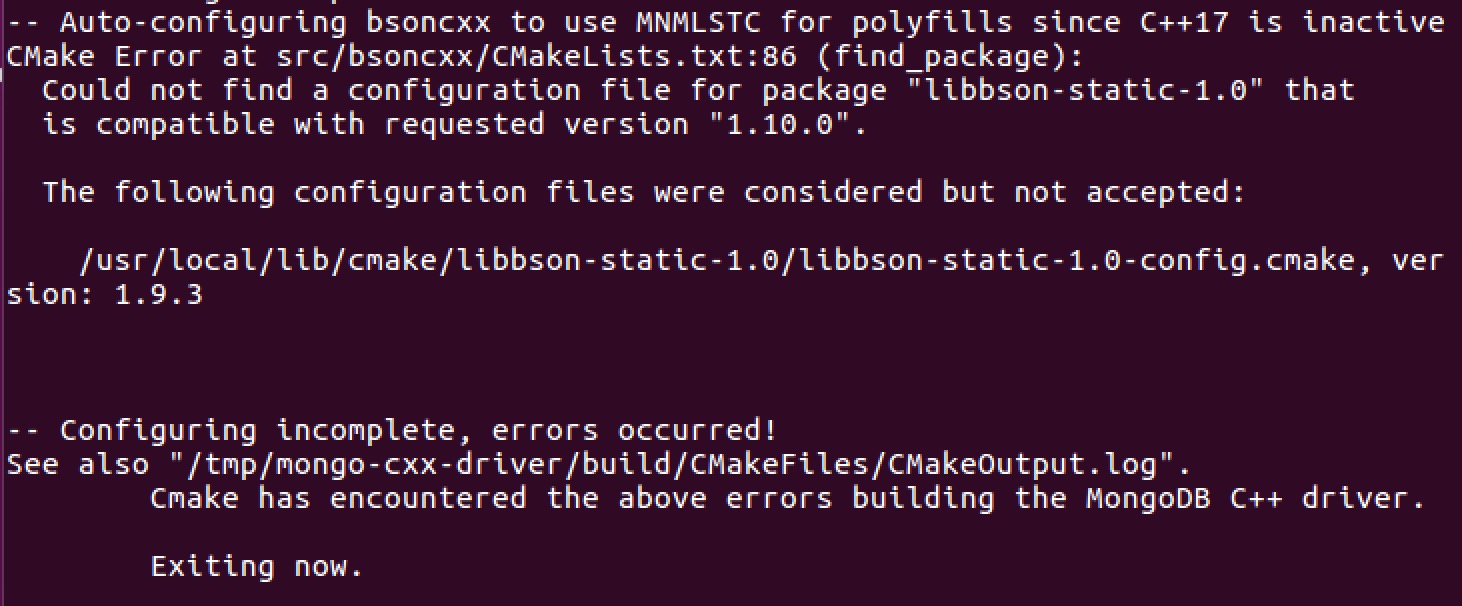 -- Auto-configuring bsoncxx to use MNMLSTC for polyfills since C++17 is inactive
CMake Error at src/bsoncxx/CMakeLists.txt:86 (find_package):
  Could not find a configuration file for package "libbson-static-1.0" that
  is compatible with requested version "1.10.0".

  The following configuration files were considered but not accepted:

    /usr/local/lib/cmake/libbson-static-1.0/libbson-static-1.0-config.cmake, ver
sion: 1.9.3

-- Configuring incomplete, errors occurred!
See also "/tmp/mongo-cxx-driver/build/CMakeFiles/CMakeOutput.log".
        Cmake has encountered the above errors building the MongoDB C++ driver.

        Exiting now.